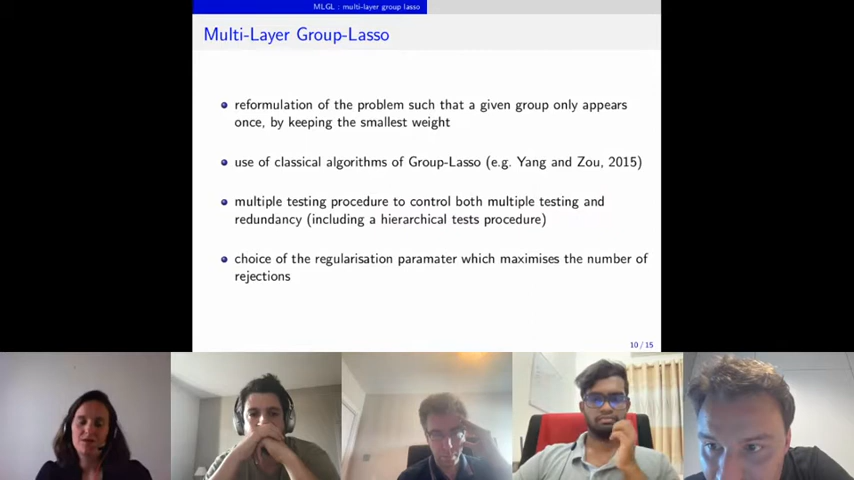 MLGL : multi-layer group lasso
Multi-Layer Group-Lasso
reformulation of the problem such that a given group only appears
once, by keeping the smallest weight
use of classical algorithms of Group-Lasso (e.g. Yang and Zou, 2015)
multiple testing procedure to control both multiple testing and
redundancy (including a hierarchical tests procedure)
choice of the regularisation paramater which maximises the number of
rejections
10 / 15